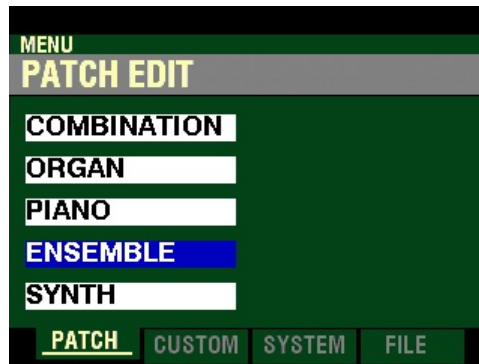 MENU
PATCH EDIT
COMBINATION
ORGAN
PIANO
ENSEMBLE
SYNTH
PATCH CUSTOM SYSTEM FILE